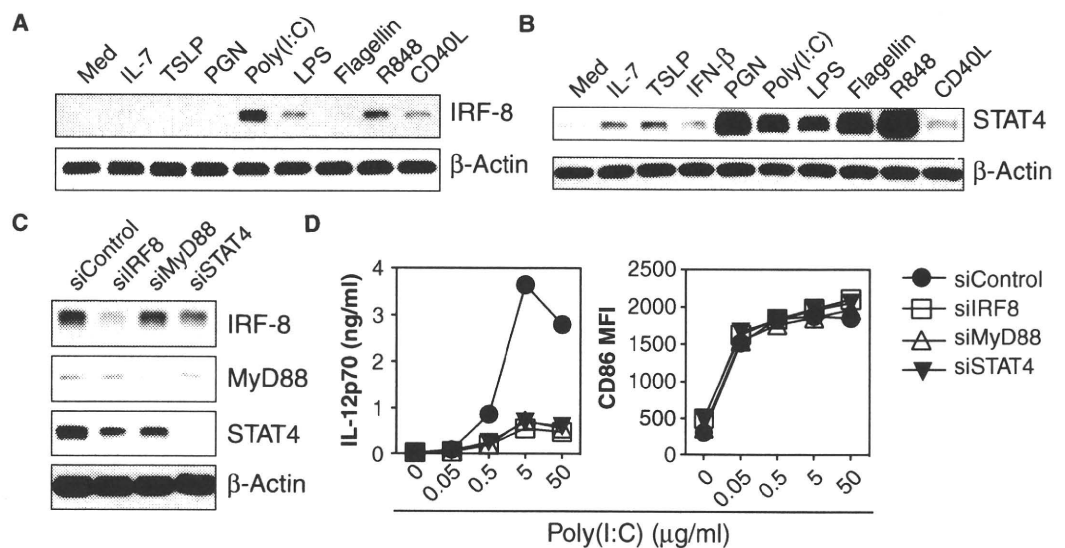 A
Med IL-7 TSLP PGN Poly(I:C) LPS Flagellin R848 CD40L
IRF-8
β-Actin
B
Med IL-7 TSLP IFN-β PGN Poly(I:C) LPS Flagellin R848 CD40L
STAT4
β-Actin
C
siControl siIRF8 siMyD88 siSTAT4
IRF-8
MyD88
STAT4
β-Actin
D
IL-12p70 (ng/ml)
4
3
2
1
0
0 0.05 0.5 5 50
CD86 MFI
2500
2000
1500
1000
500
0
0 0.05 0.5 5 50
Poly(I:C) (μg/ml)
siControl
siIRF8
siMyD88
siSTAT4